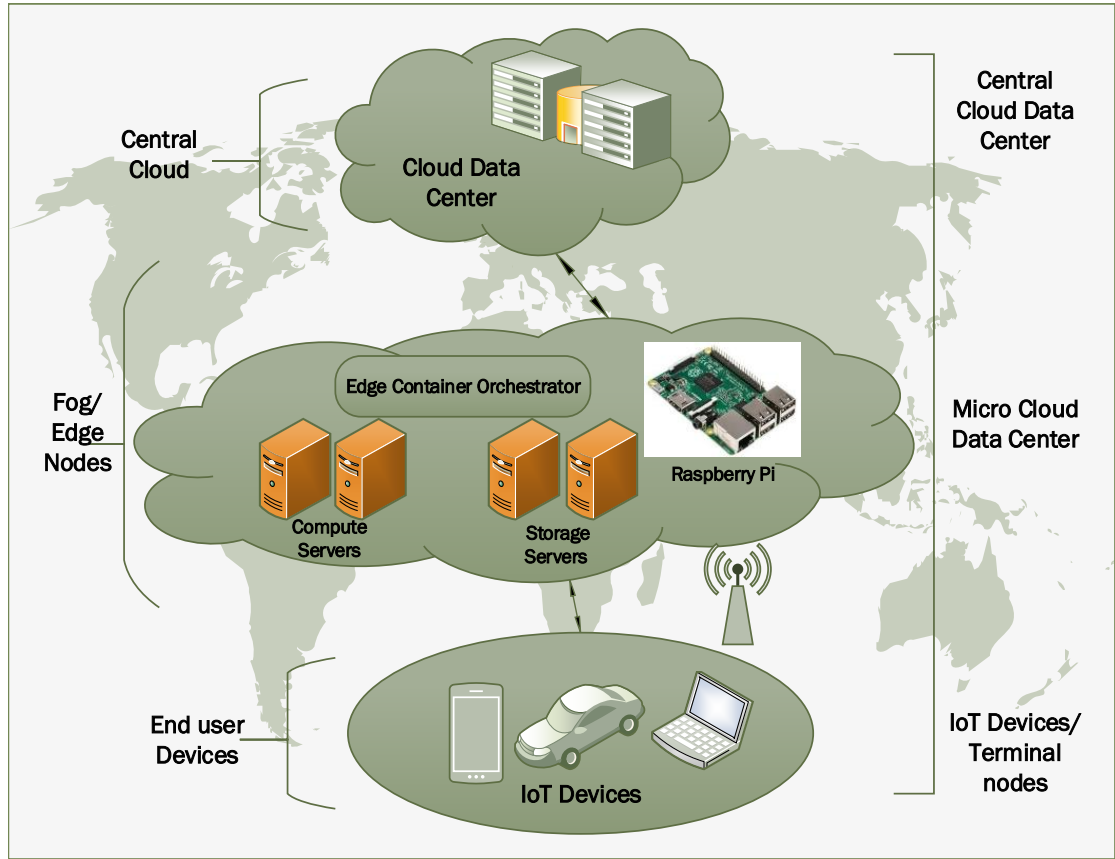 Central
Cloud
Cloud Data
Center
Central
Cloud Data
Center
Fog/
Edge
Nodes
Edge Container Orchestrator
Compute
Servers
Storage
Servers
Raspberry Pi
Micro Cloud
Data Center
End user
Devices
IoT Devices
IoT Devices/
Terminal
nodes